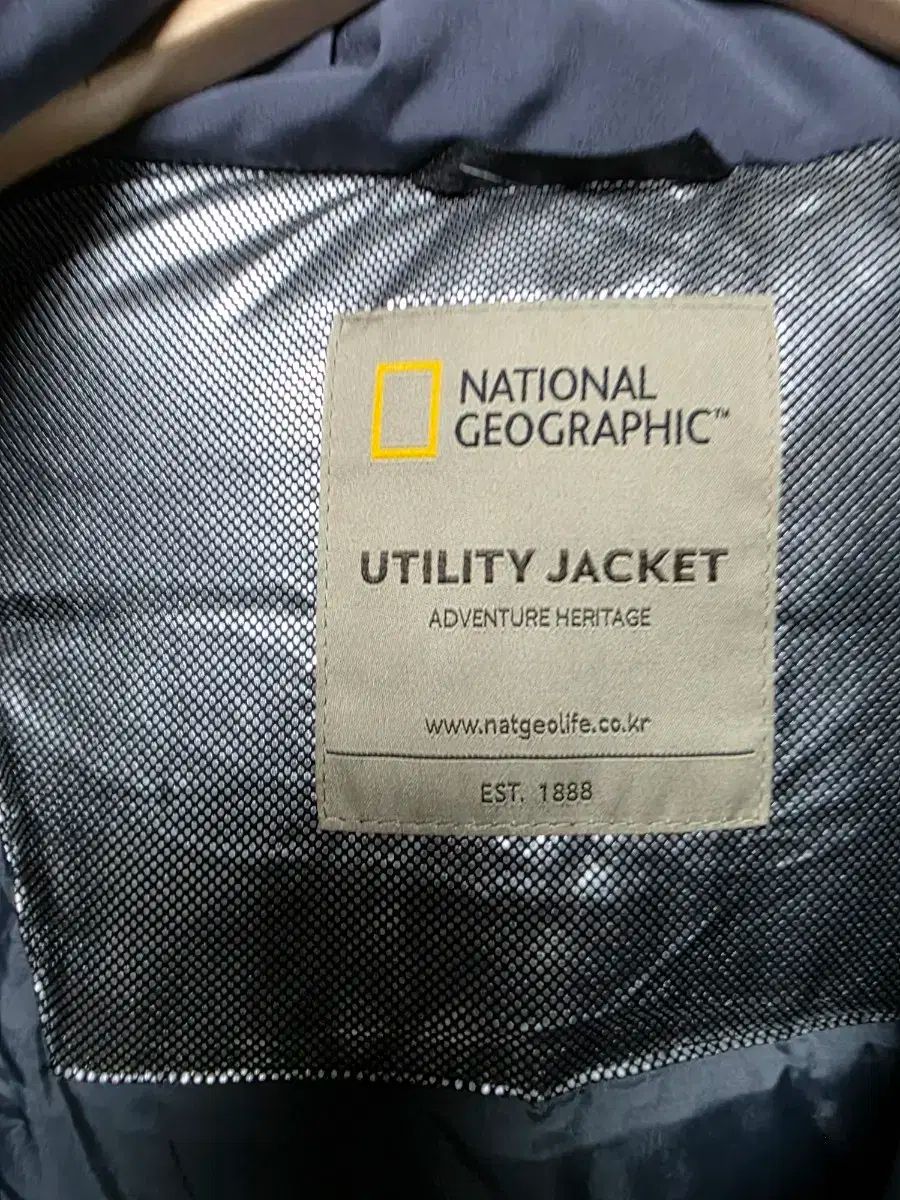 NATIONAL
GEOGRAPHIC™
UTILITY JACKET
ADVENTURE HERITAGE
www.natgeolife.co.kr
EST. 1888